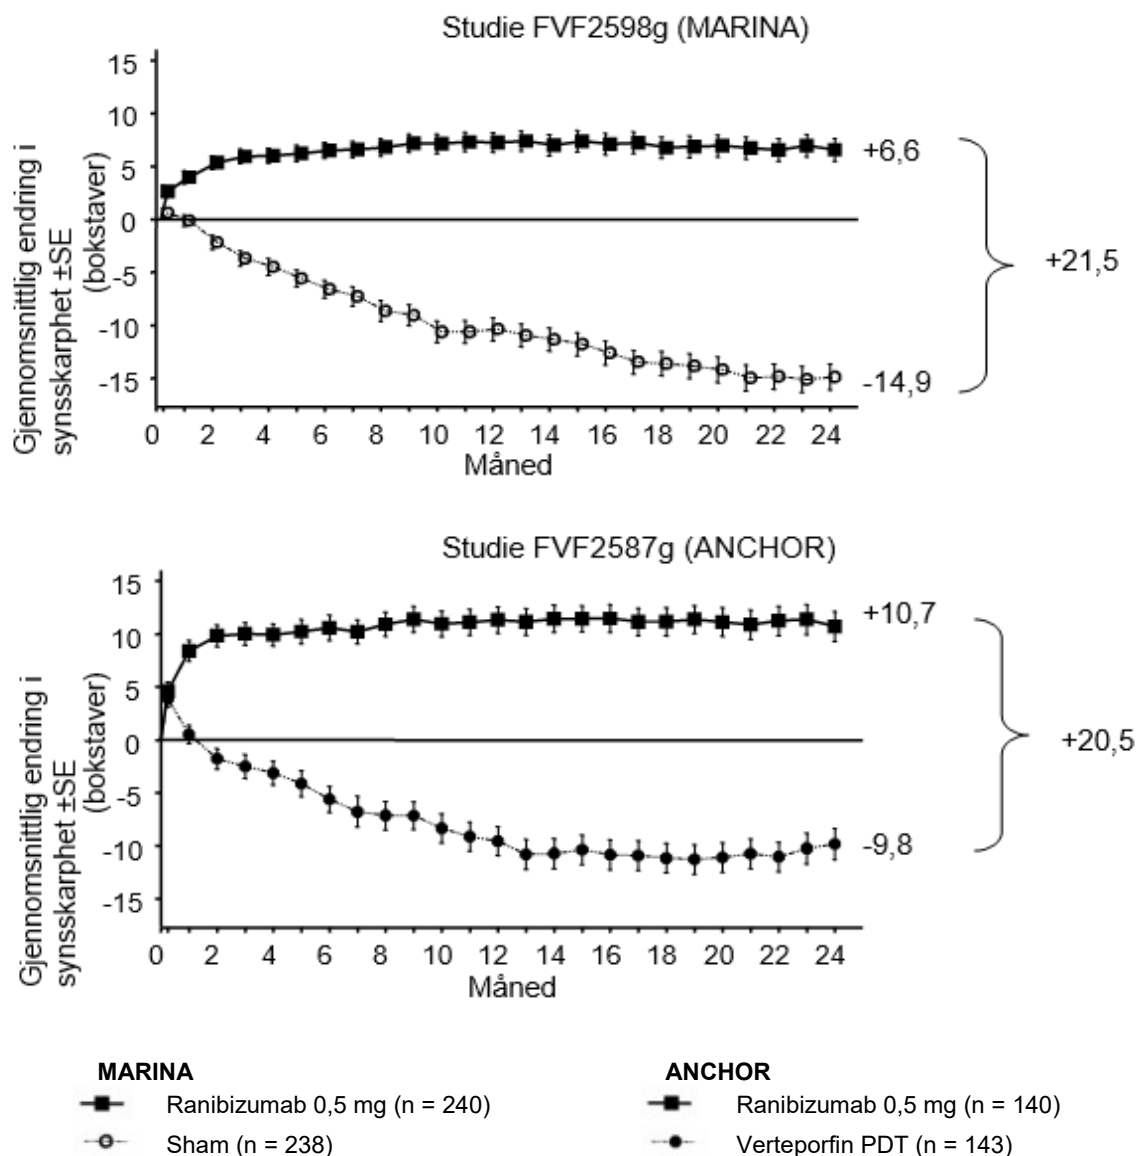 Studie FVF2598g (MARINA)
Gjennomsnittlig endring i
synsskarphet ±SE
(bokstaver)
15
10
5
0
-5
-10
-15
+6,6
-14,9
+21,5
0 2 4 6 8 10 12 14 16 18 20 22 24
Måned
Studie FVF2587g (ANCHOR)
Gjennomsnittlig endring i
synsskarphet ±SE
(bokstaver)
15
10
5
0
-5
-10
-15
+10,7
-9,8
+20,5
0 2 4 6 8 10 12 14 16 18 20 22 24
Måned
MARINA
Ranibizumab 0,5 mg (n = 240)
Sham (n = 238)
ANCHOR
Ranibizumab 0,5 mg (n = 140)
Verteporfin PDT (n = 143)